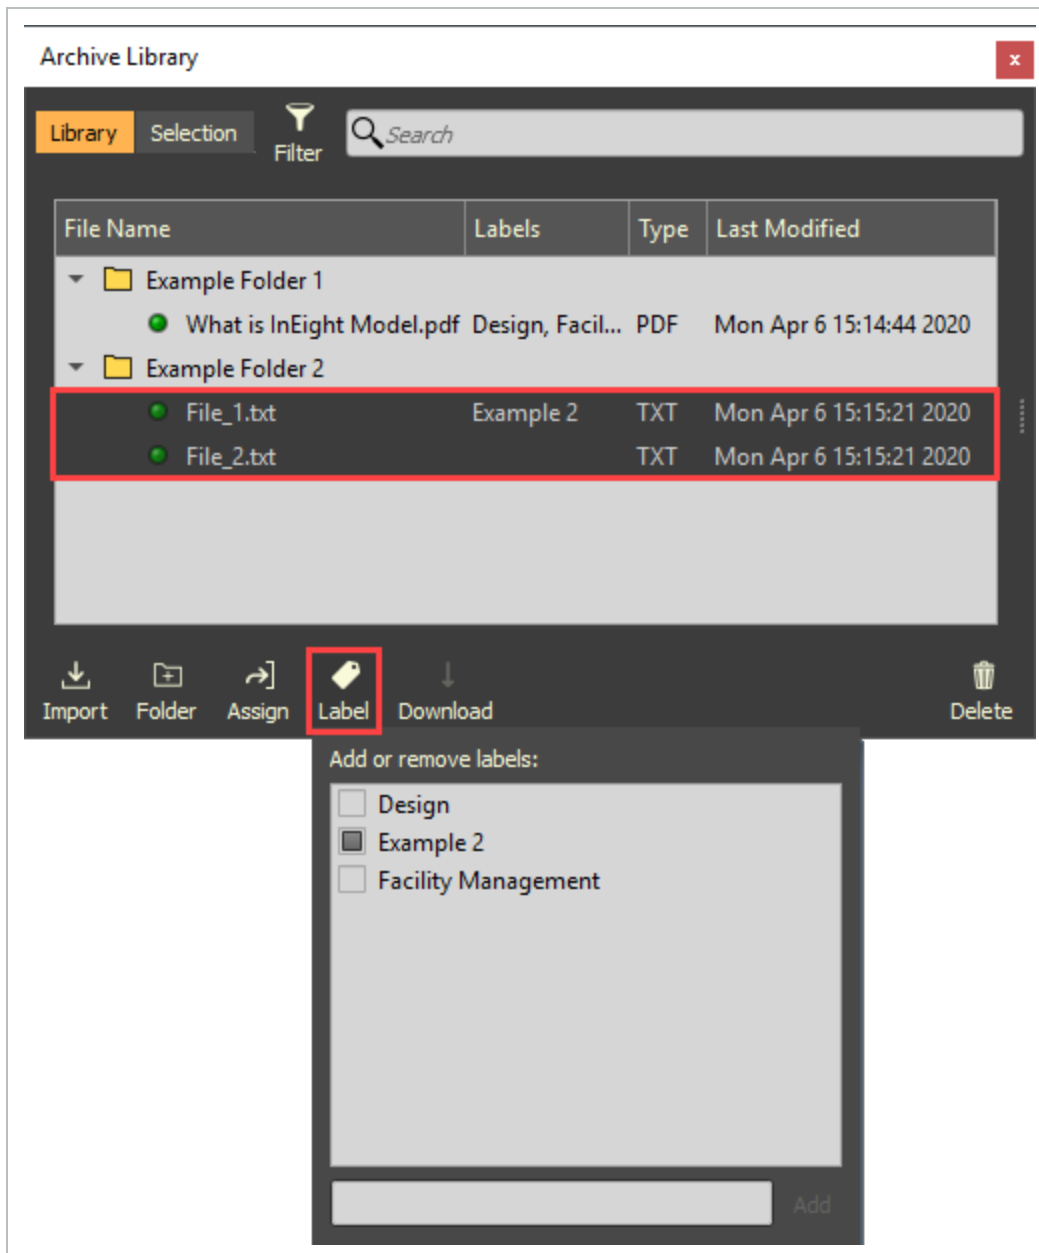 Archive Library
x
Library Selection Filter Search
File Name Labels Type Last Modified
Example Folder 1
What is InEight Model.pdf Design, Facil... PDF Mon Apr 6 15:14:44 2020
Example Folder 2
File_1.txt Example 2 TXT Mon Apr 6 15:15:21 2020
File_2.txt TXT Mon Apr 6 15:15:21 2020
Import Folder Assign Label Download Delete
Add or remove labels:
Design
Example 2
Facility Management
Add